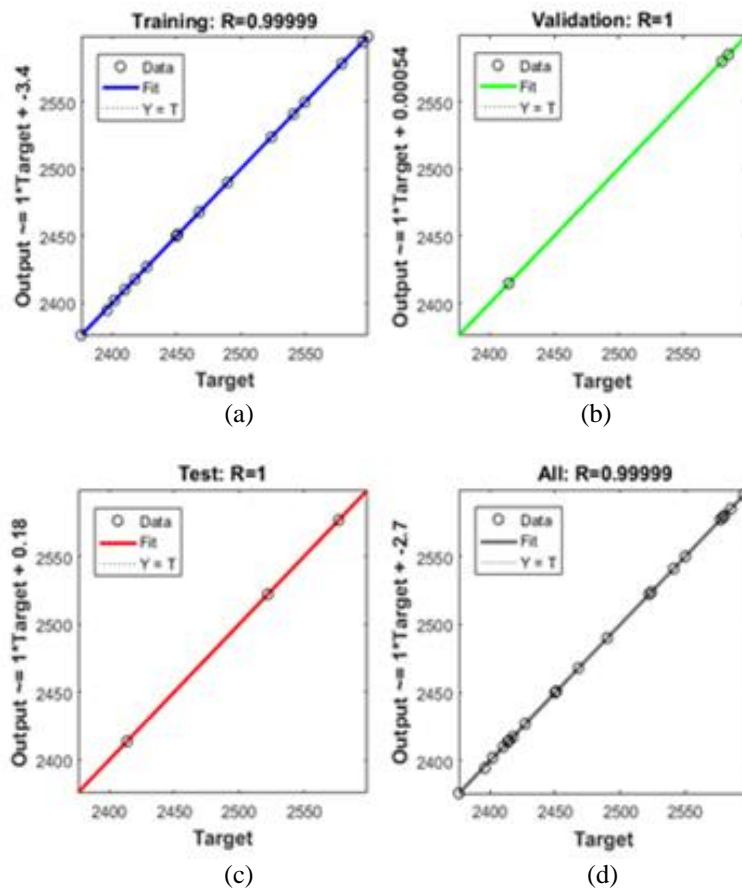 Training: R=0.99999
Output ~= 1*Target + -3.4
2550
2500
2450
2400
Data
Fit
Y = T
2400 2450 2500 2550
Target
(a)
Validation: R=1
Output ~= 1*Target + 0.00054
2550
2500
2450
2400
Data
Fit
Y = T
2400 2450 2500 2550
Target
(b)
Test: R=1
Output ~= 1*Target + 0.18
2550
2500
2450
2400
Data
Fit
Y = T
2400 2450 2500 2550
Target
(c)
All: R=0.99999
Output ~= 1*Target + -2.7
2550
2500
2450
2400
Data
Fit
Y = T
2400 2450 2500 2550
Target
(d)